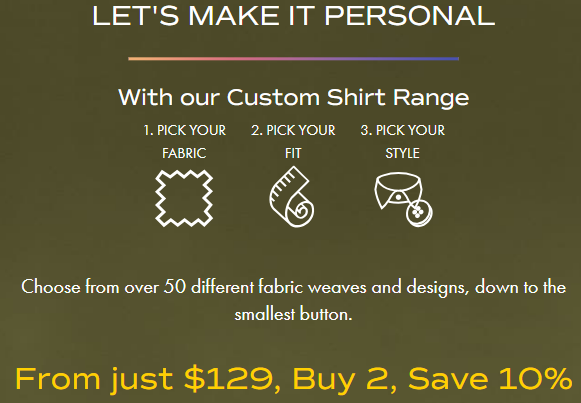 LET'S MAKE IT PERSONAL
With our Custom Shirt Range
1. PICK YOUR FABRIC
2. PICK YOUR FIT
3. PICK YOUR STYLE
Choose from over 50 different fabric weaves and designs, down to the
smallest button.
From just $129, Buy 2, Save 10%